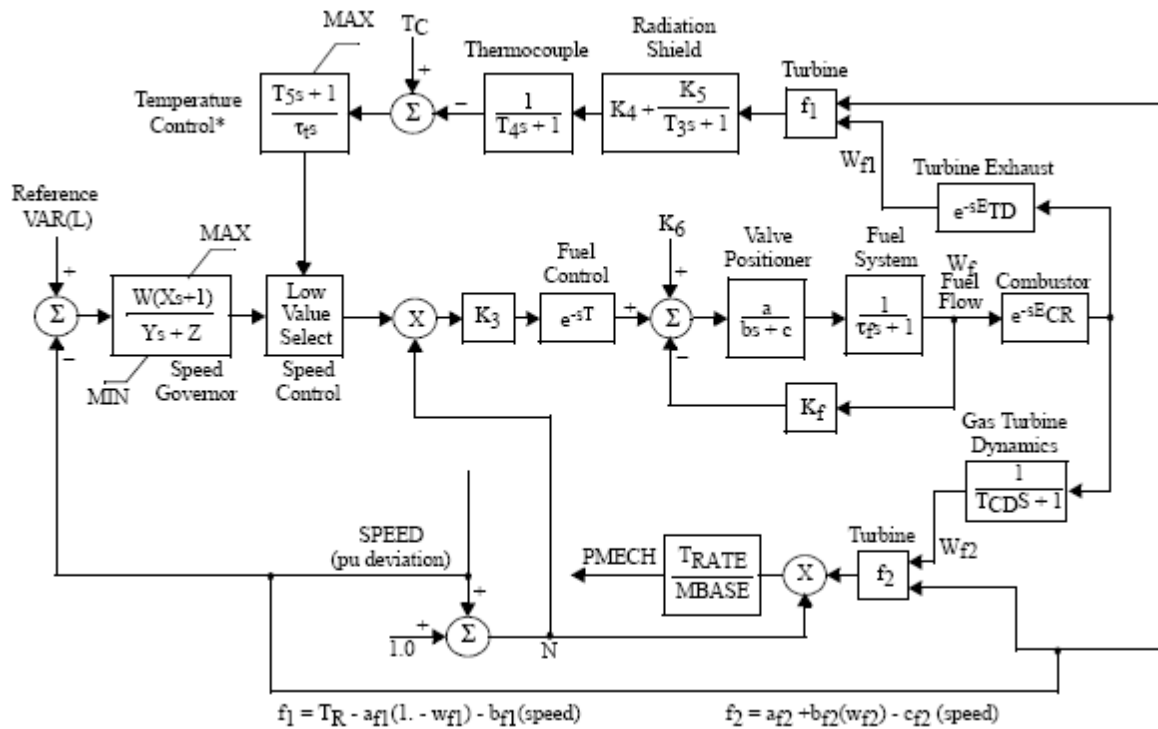 MAX
T_C
Thermocouple
Radiation
Shield
Turbine
Temperature
Control*
T5s + 1
τts
+
Σ
−
1
T4s + 1
K4 +
K5
T3s + 1
f1
Wf1
Turbine Exhaust
e-sETD
Reference
VAR(L)
MAX
+
Σ
−
W(Xs+1)
Ys + Z
MIN
Speed
Governor
Low
Value
Select
Speed
Control
X
K3
Fuel
Control
e-sT
K6
+
+
Σ
−
Valve
Positioner
a
bs + c
Fuel
System
1
τfs + 1
Wf
Fuel
Flow
Combustor
e-sECR
Kf
Gas Turbine
Dynamics
1
TCDS + 1
SPEED
(pu deviation)
PMECH
TRATE
MBASE
X
Turbine
f2
Wf2
+
+
1.0
Σ
N
f1 = TR - af1(1. - wf1) - bf1(speed)
f2 = af2 +bf2(wf2) - cf2 (speed)